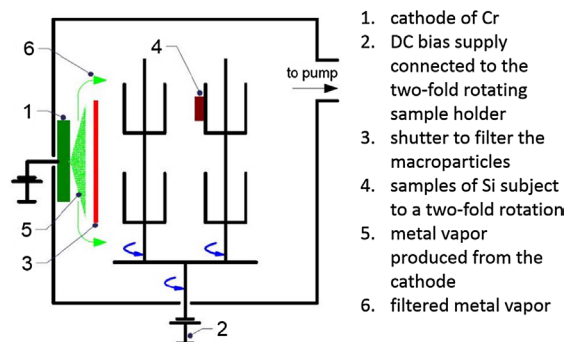 6
4
to pump
1
5
3
2
1. cathode of Cr
2. DC bias supply
connected to the
two-fold rotating
sample holder
3. shutter to filter the
macroparticles
4. samples of Si subject
to a two-fold rotation
5. metal vapor
produced from the
cathode
6. filtered metal vapor